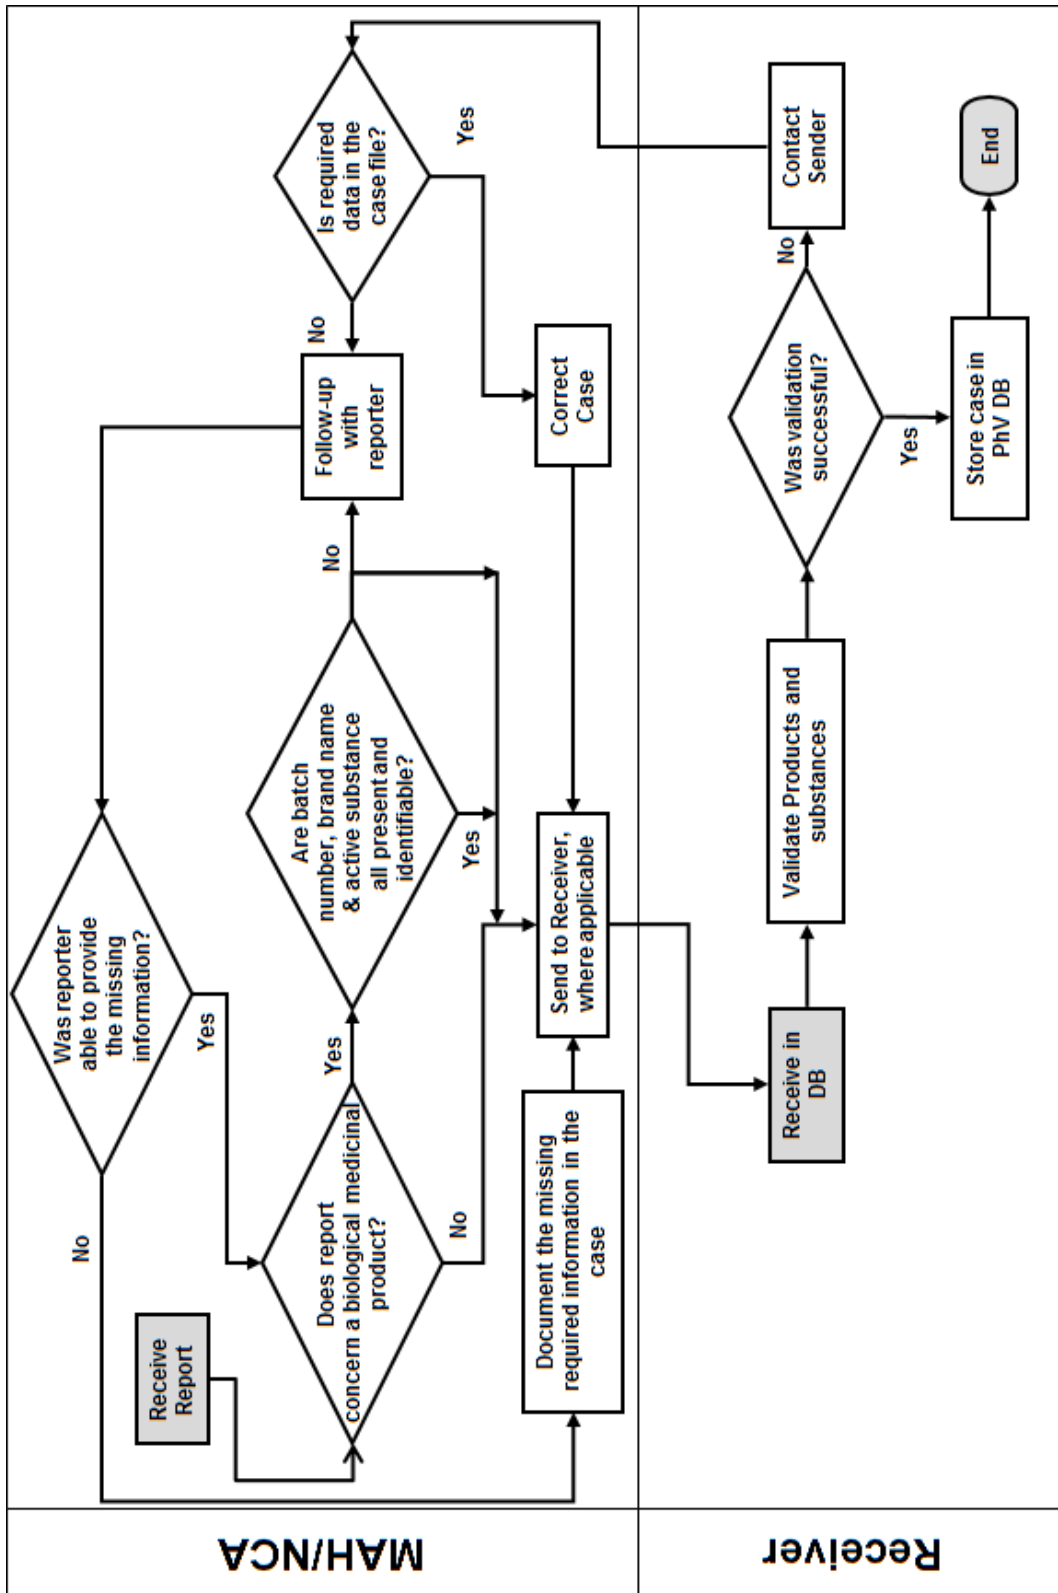 MAH/NCA
Receive
Report
Was reporter
able to provide
the missing
information?
No
Yes
Does report
concern a biological medicinal
product?
Yes
No
Are batch
number, brand name
& active substance
all present and
identifiable?
No
Yes
Follow-up
with
reporter
No
Is required
data in the
case file?
Yes
Correct
Case
Document the missing
required information in the
case
Send to Receiver,
where applicable
Receiver
Receive in
DB
Validate Products and
substances
Was validation
successful?
No
Yes
Contact
Sender
Store case in
PhV DB
End